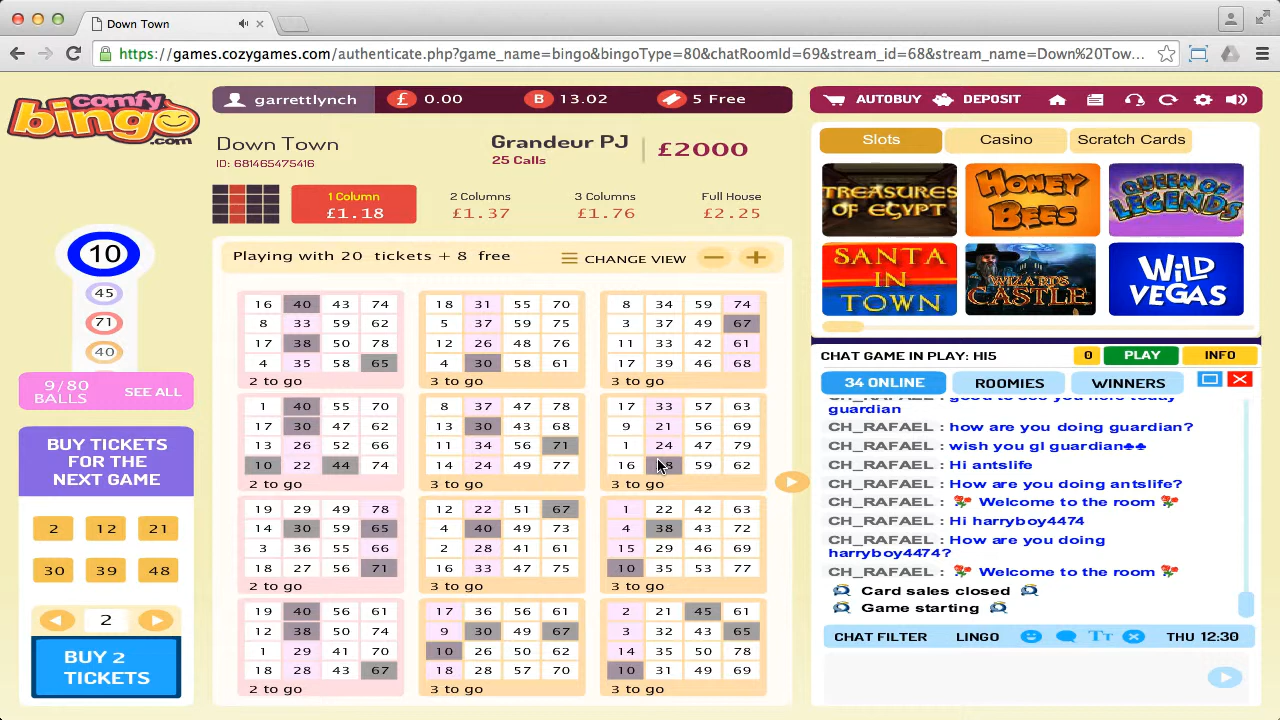 Down Town
https://games.cozygames.com/authenticate.php?game_name=bingo&bingoType=80&chatRoomId=69&stream_id=68&stream_name=Down%20Tow...
comfy
bingo
.com
garrettlynch
£ 0.00
B 13.02
5 Free
AUTOBUY
DEPOSIT
Down Town
ID: 681465475416
Grandeur PJ
25 Calls
£2000
1 Column
£1.18
2 Columns
£1.37
3 Columns
£1.76
Full House
£2.25
Playing with 20 tickets + 8 free
CHANGE VIEW
10
45
71
40
9/80
BALLS
SEE ALL
BUY TICKETS
FOR THE
NEXT GAME
2 12 21
30 39 48
2
BUY 2
TICKETS
16 40 43 74
8 33 59 62
17 38 50 78
4 35 58 65
2 to go
18 31 55 70
5 37 59 75
12 26 48 76
4 30 58 61
3 to go
8 34 59 74
3 37 49 67
11 33 42 61
17 39 46 68
3 to go
1 40 55 70
17 30 47 62
13 26 52 66
10 22 44 74
2 to go
8 37 47 78
13 30 43 68
11 34 56 71
14 24 49 77
3 to go
17 33 57 63
9 21 56 69
1 24 47 79
16 59 62
3 to go
19 29 49 78
14 30 59 65
3 36 55 66
18 27 56 71
2 to go
12 22 51 67
4 40 49 73
2 28 41 61
16 33 47 75
3 to go
1 22 42 63
4 38 43 72
15 29 46 69
10 35 53 77
3 to go
19 40 56 61
12 38 50 74
1 29 41 70
18 28 43 67
2 to go
17 36 56 61
9 30 49 67
10 26 50 62
18 28 57 70
3 to go
2 21 45 61
3 32 43 65
14 35 50 78
10 31 49 69
3 to go
Slots
Casino
Scratch Cards
TREASURES
OF EGYPT
HONEY
BEES
QUEEN OF
LEGENDS
SANTA
IN
TOWN
WIZARDS
CASTLE
WiLD
VEGAS
CHAT GAME IN PLAY: HI5
0
PLAY
INFO
34 ONLINE
ROOMIES
WINNERS
CH_RAFAEL : good to see you here today
guardian
CH_RAFAEL : how are you doing guardian?
CH_RAFAEL : wish you gl guardian♣♣
CH_RAFAEL : Hi antslife
CH_RAFAEL : How are you doing antslife?
CH_RAFAEL : Welcome to the room
CH_RAFAEL : Hi harryboy4474
CH_RAFAEL : How are you doing
harryboy4474?
CH_RAFAEL : Welcome to the room
Card sales closed
Game starting
CHAT FILTER
LINGO
TT
THU 12:30